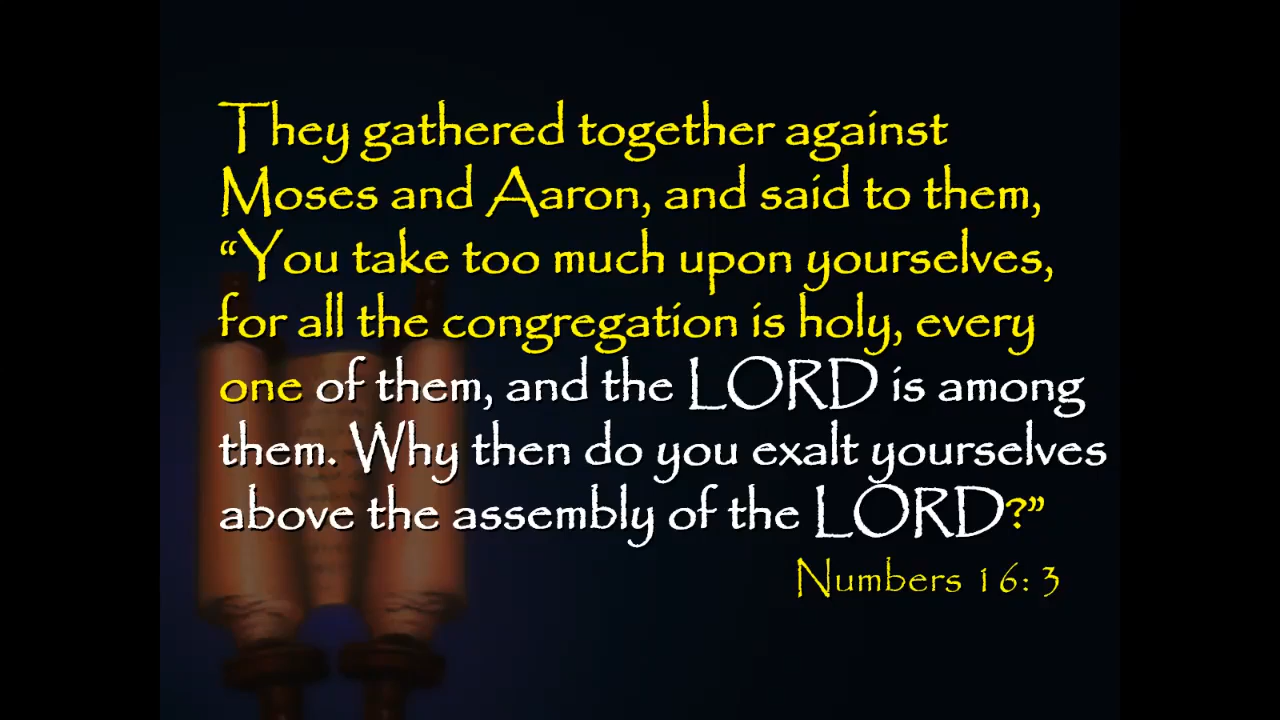 They gathered together against
Moses and Aaron, and said to them,
“You take too much upon yourselves,
for all the congregation is holy, every
one of them, and the LORD is among
them. Why then do you exalt yourselves
above the assembly of the LORD?”
Numbers 16: 3